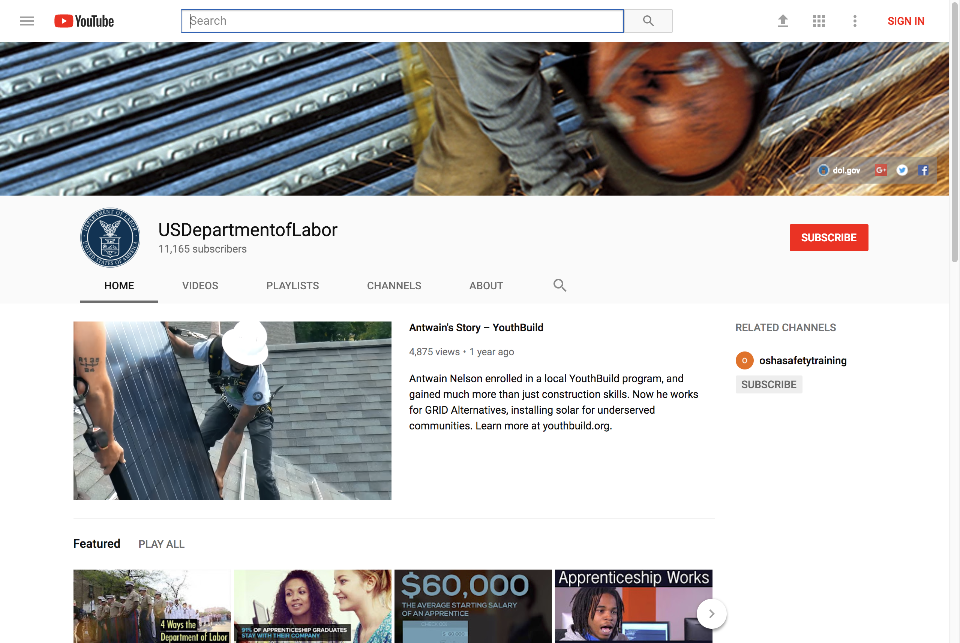 YouTube
Search
SIGN IN
dol.gov
G+
USDepartmentofLabor
11,165 subscribers
SUBSCRIBE
HOME
VIDEOS
PLAYLISTS
CHANNELS
ABOUT
Antwain's Story – YouthBuild
4,875 views • 1 year ago
Antwain Nelson enrolled in a local YouthBuild program, and
gained much more than just construction skills. Now he works
for GRID Alternatives, installing solar for underserved
communities. Learn more at youthbuild.org.
RELATED CHANNELS
o
oshasafetytraining
SUBSCRIBE
Featured
PLAY ALL
4 Ways the
Department of Labor
91% OF APPRENTICESHIP GRADUATES
STAY WITH THEIR COMPANY
$60,000
THE AVERAGE STARTING SALARY
OF AN APPRENTICE
Apprenticeship Works